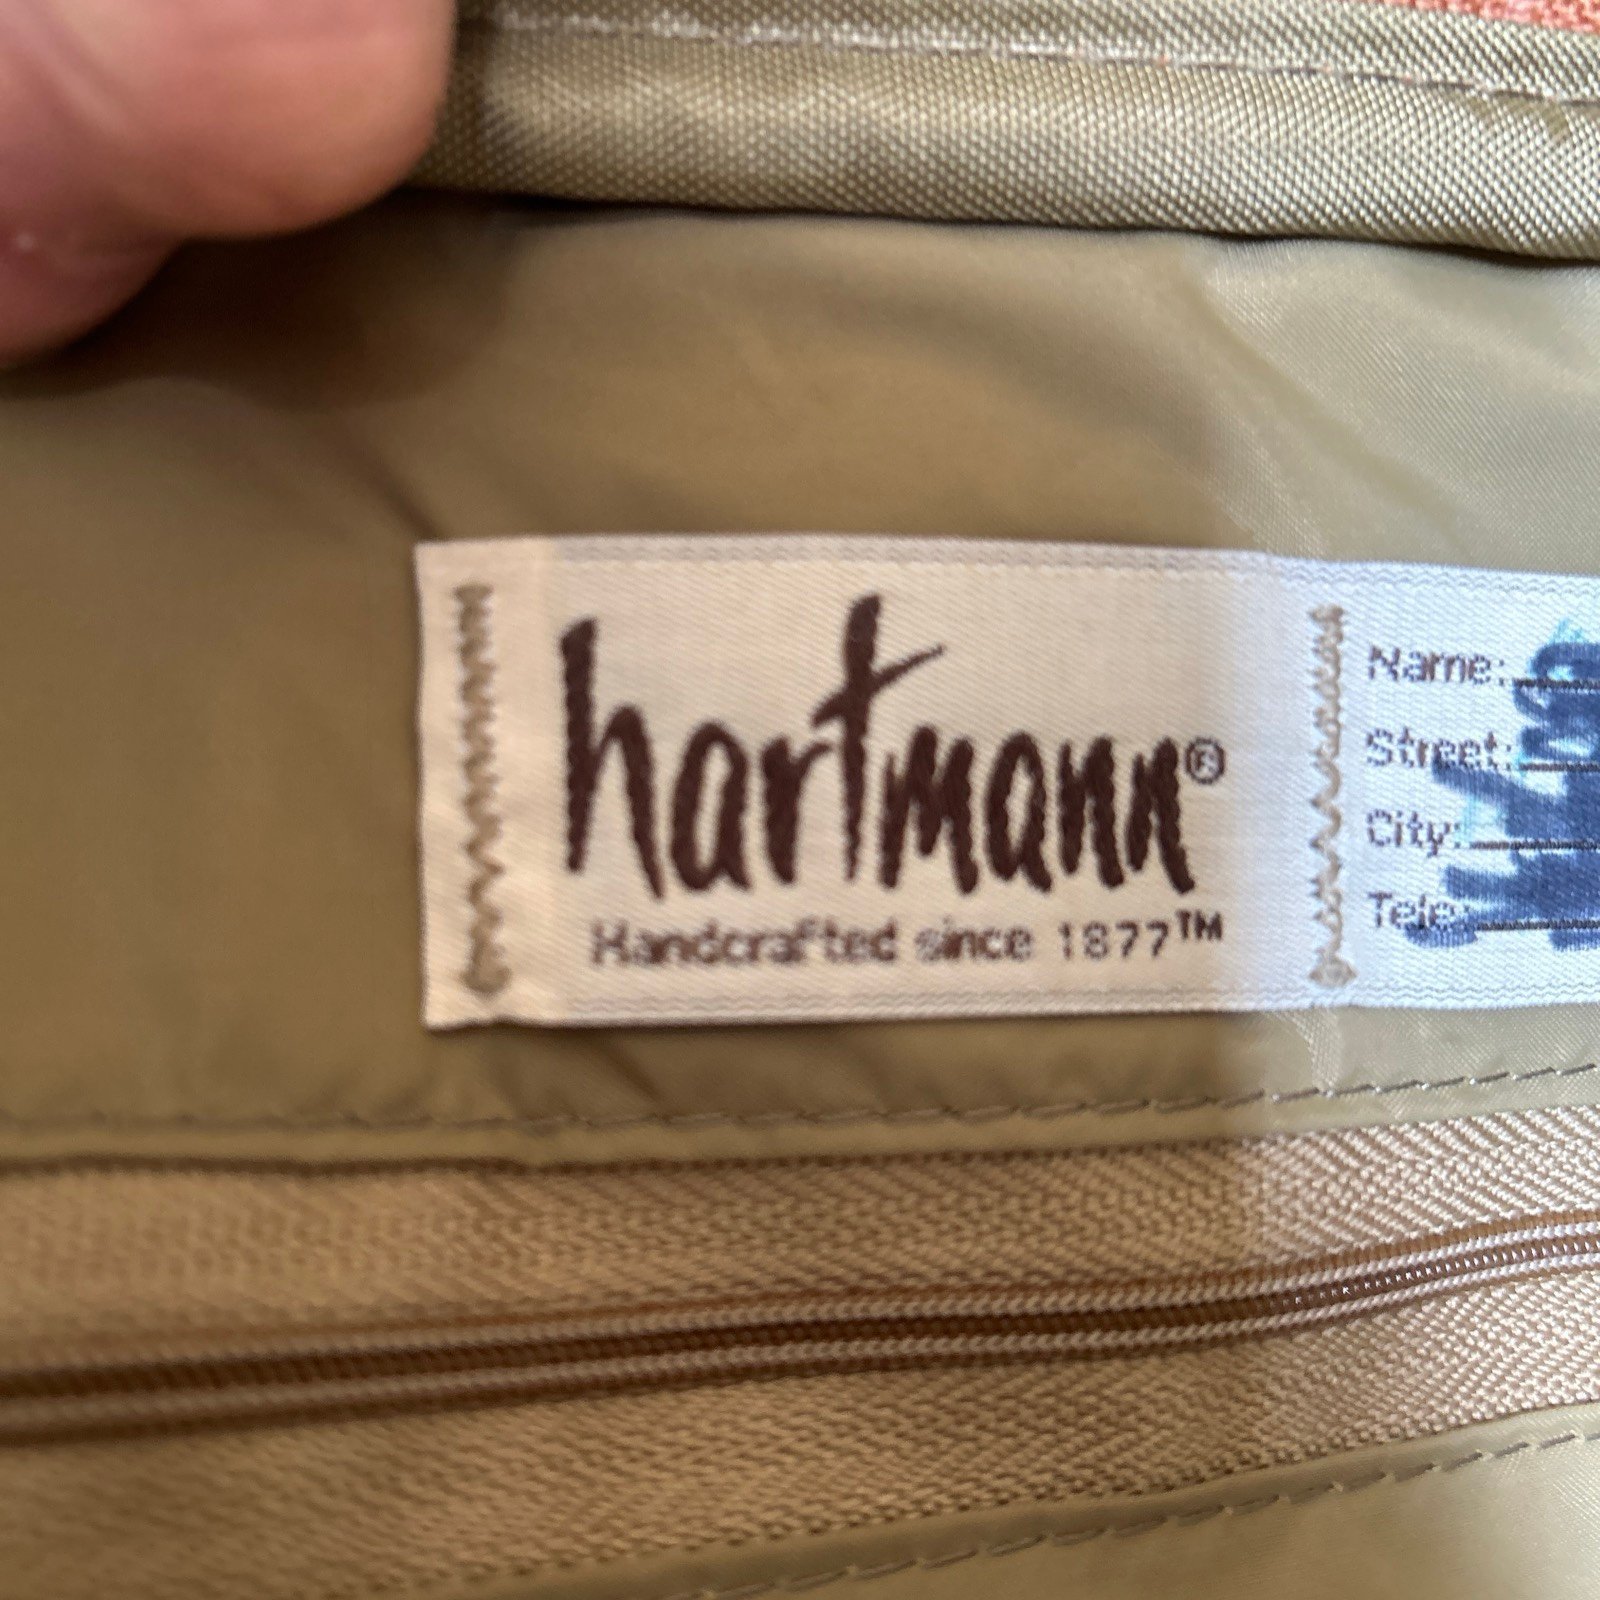 hartmann®
Handcrafted since 1877™
Name:
Street:
City:
Tele: